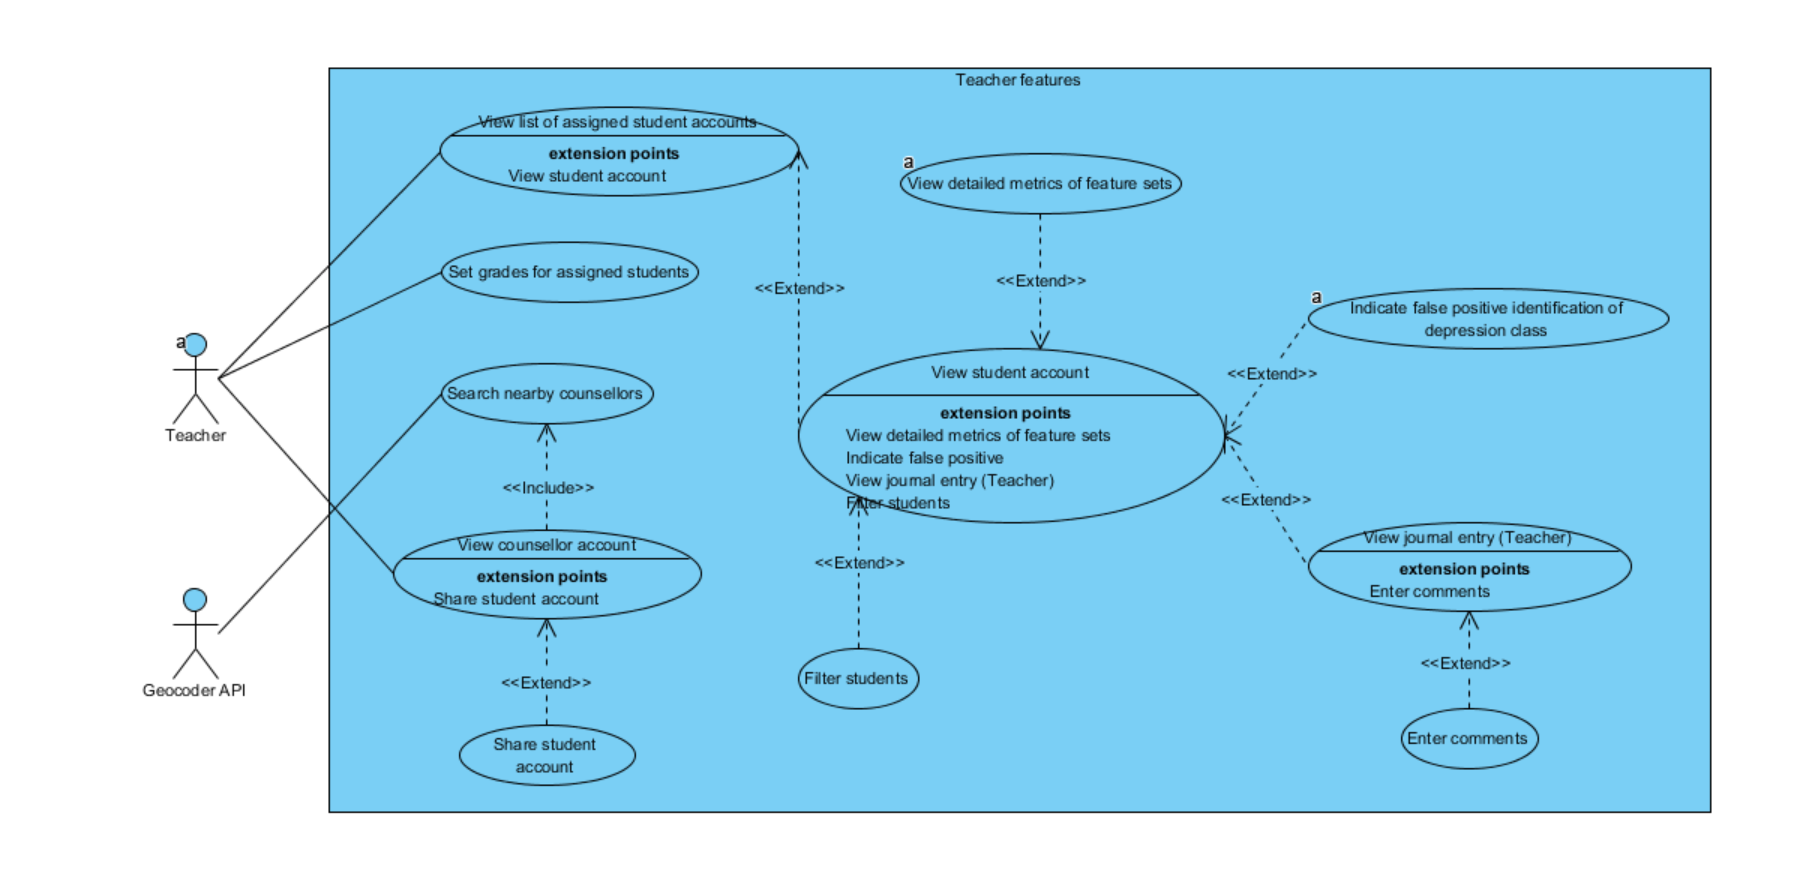 Teacher features
View list of assigned student accounts
extension points
View student account
a
View detailed metrics of feature sets
Set grades for assigned students
<<Extend>>
<<Extend>>
a
Indicate false positive identification of
depression class
a
Teacher
Search nearby counsellors
View student account
extension points
View detailed metrics of feature sets
Indicate false positive
View journal entry (Teacher)
Filter students
<<Extend>>
<<Include>>
<<Extend>>
View counsellor account
extension points
Share student account
<<Extend>>
View journal entry (Teacher)
extension points
Enter comments
Geocoder API
<<Extend>>
Filter students
<<Extend>>
Share student
account
Enter comments